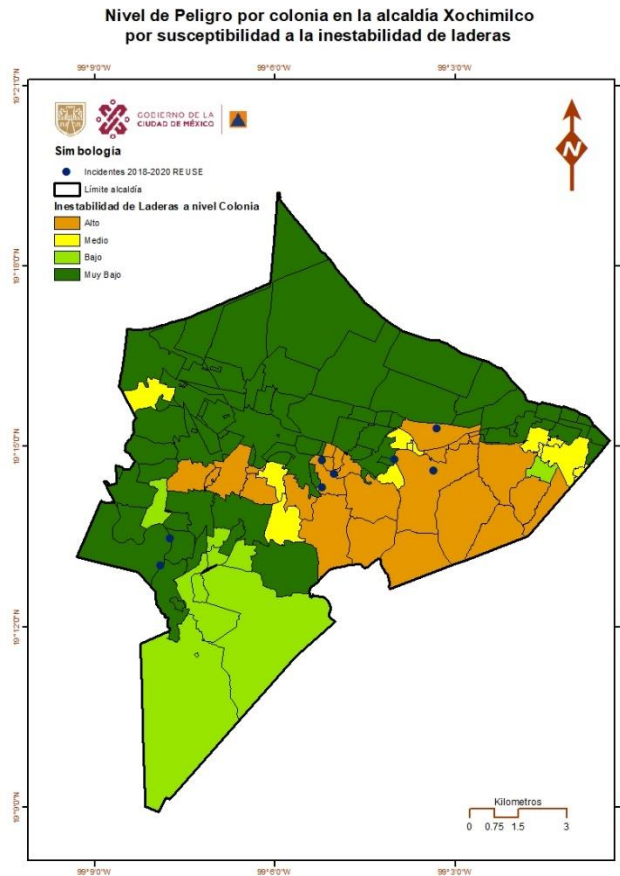 Nivel de Peligro por colonia en la alcaldía Xochimilco
por susceptibilidad a la inestabilidad de laderas
99°9'0"W 99°6'0"W 99°3'0"W
GOBIERNO DE LA
CIUDAD DE MÉXICO
N
Simbología
Incidentes 2018-2020 REUSE
Límite alcaldía
Inestabilidad de Laderas a nivel Colonia
Alto
Medio
Bajo
Muy Bajo
19°21'0"N
19°18'0"N
19°15'0"N
19°12'0"N
19°9'0"N
Kilometros
0 0.75 1.5 3
99°9'0"W 99°6'0"W 99°3'0"W